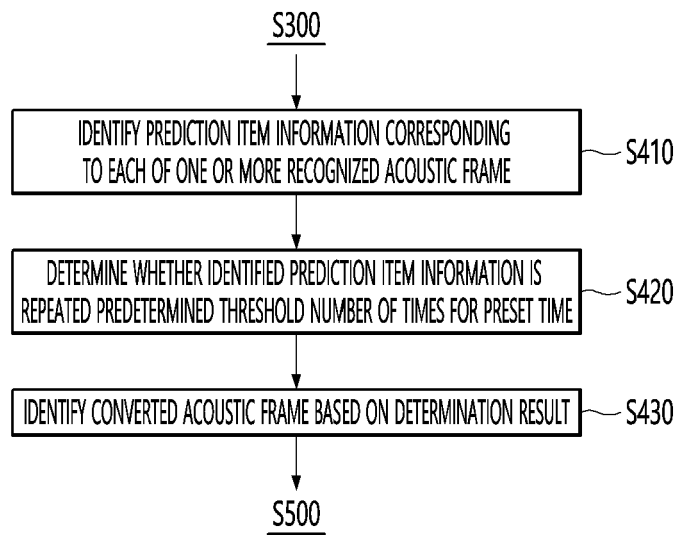 S300
IDENTIFY PREDICTION ITEM INFORMATION CORRESPONDING
TO EACH OF ONE OR MORE RECOGNIZED ACOUSTIC FRAME
S410
DETERMINE WHETHER IDENTIFIED PREDICTION ITEM INFORMATION IS
REPEATED PREDETERMINED THRESHOLD NUMBER OF TIMES FOR PRESET TIME
S420
IDENTIFY CONVERTED ACOUSTIC FRAME BASED ON DETERMINATION RESULT
S430
S500